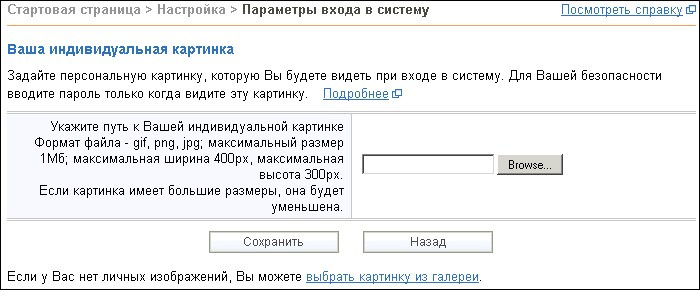 Стартовая страница > Настройка > Параметры входа в систему
Посмотреть справку
Ваша индивидуальная картинка
Задайте персональную картинку, которую Вы будете видеть при входе в систему. Для Вашей безопасности
вводите пароль только когда видите эту картинку. Подробнее
Укажите путь к Вашей индивидуальной картинке
Формат файла - gif, png, jpg; максимальный размер
1Мб; максимальная ширина 400px, максимальная
высота 300px.
Если картинка имеет большие размеры, она будет
уменьшена.
Browse...
Сохранить
Назад
Если у Вас нет личных изображений, Вы можете выбрать картинку из галереи.